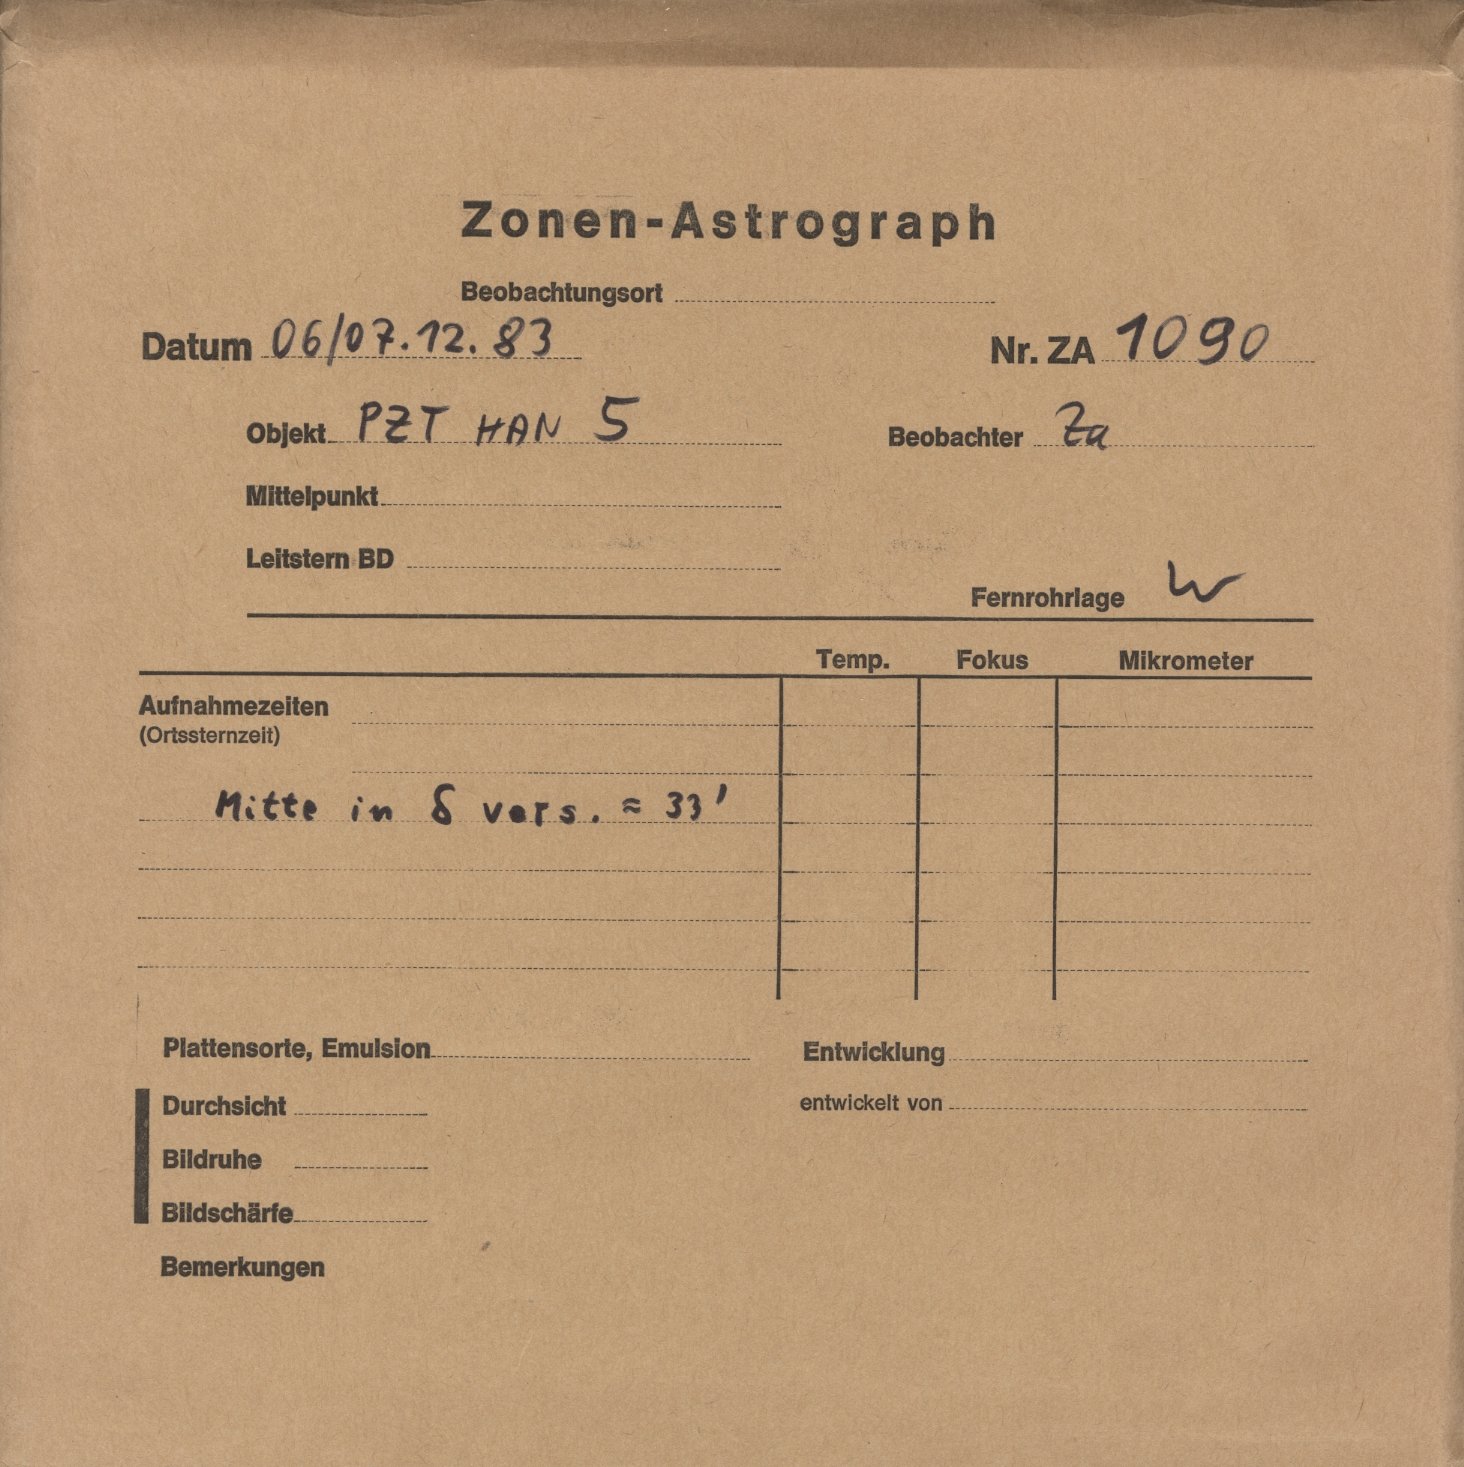 Zonen-Astrograph
Beobachtungsort
Datum 06/07.12.83 Nr. ZA 1090
Objekt PZT HAN 5 Beobachter Za
Mittelpunkt
Leitstern BD
Fernrohrlage W
Temp. Fokus Mikrometer
Aufnahmezeiten
(Ortssternzeit)
Mitte in δ vers. ≈ 33'
Plattensorte, Emulsion Entwicklung
Durchsicht entwickelt von
Bildruhe
Bildschärfe
Bemerkungen